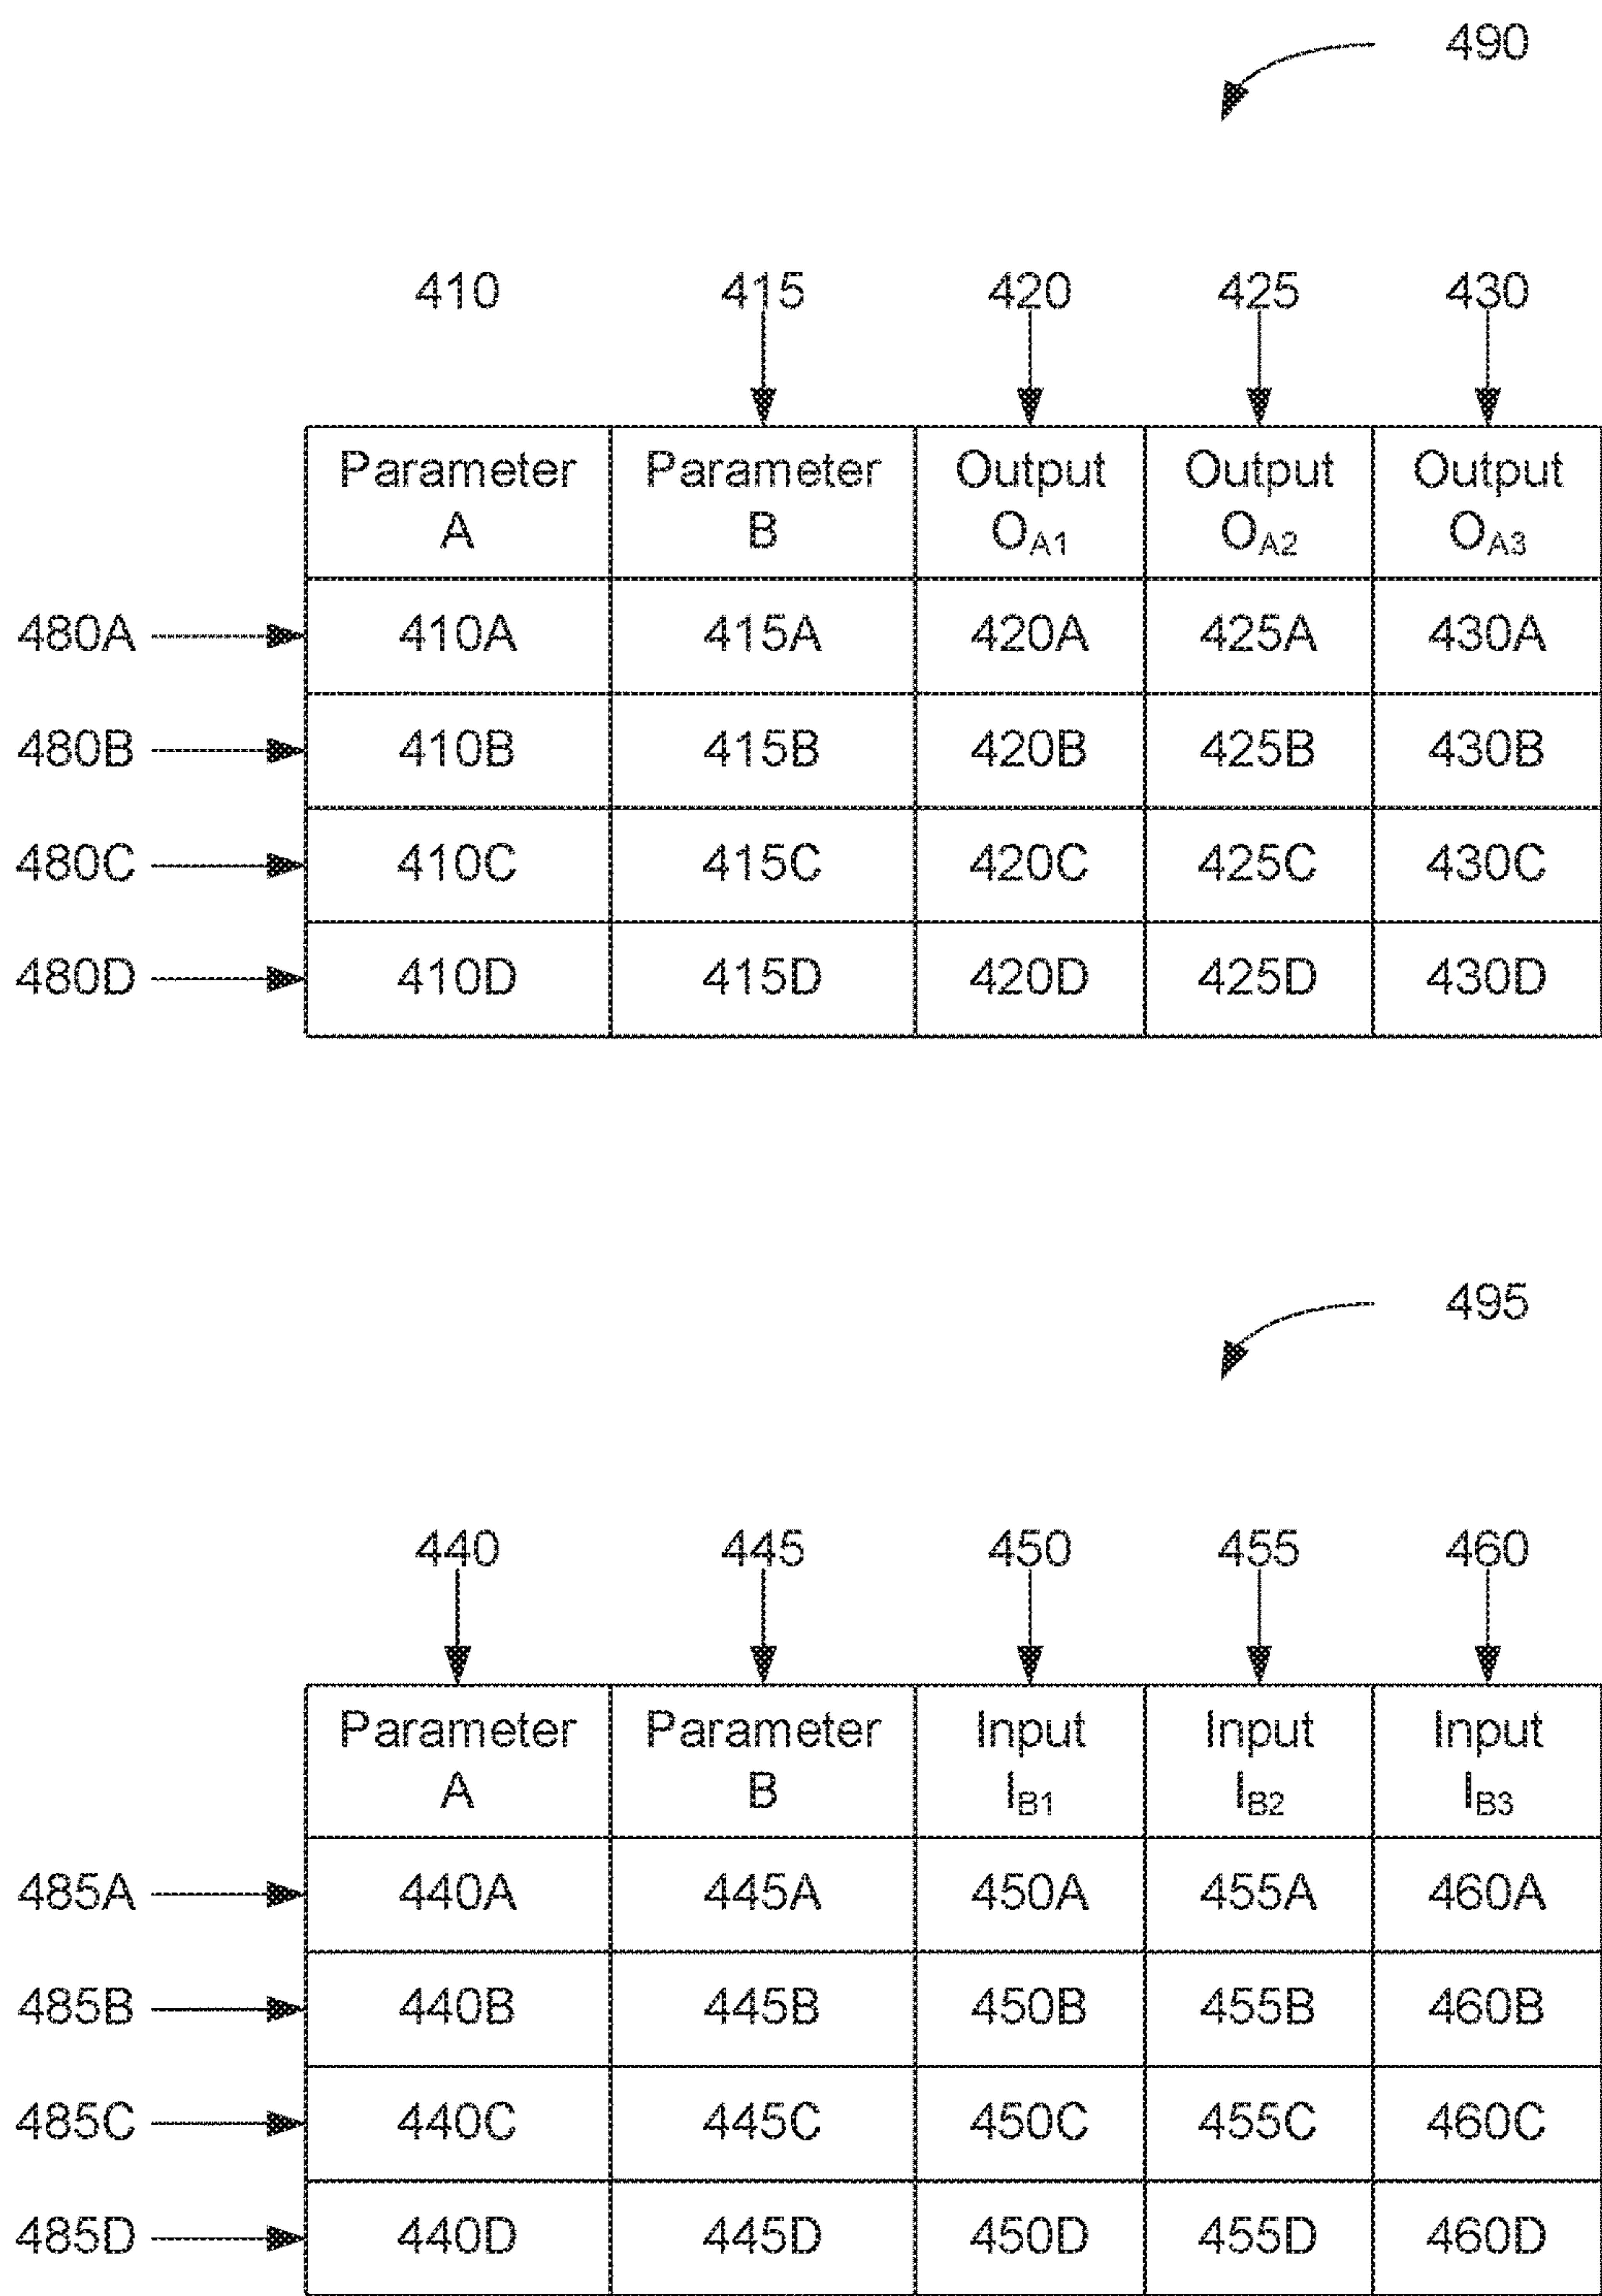 490
410 415 420 425 430
Parameter A Parameter B Output OA1 Output OA2 Output OA3
480A 410A 415A 420A 425A 430A
480B 410B 415B 420B 425B 430B
480C 410C 415C 420C 425C 430C
480D 410D 415D 420D 425D 430D
495
440 445 450 455 460
Parameter A Parameter B Input IB1 Input IB2 Input IB3
485A 440A 445A 450A 455A 460A
485B 440B 445B 450B 455B 460B
485C 440C 445C 450C 455C 460C
485D 440D 445D 450D 455D 460D